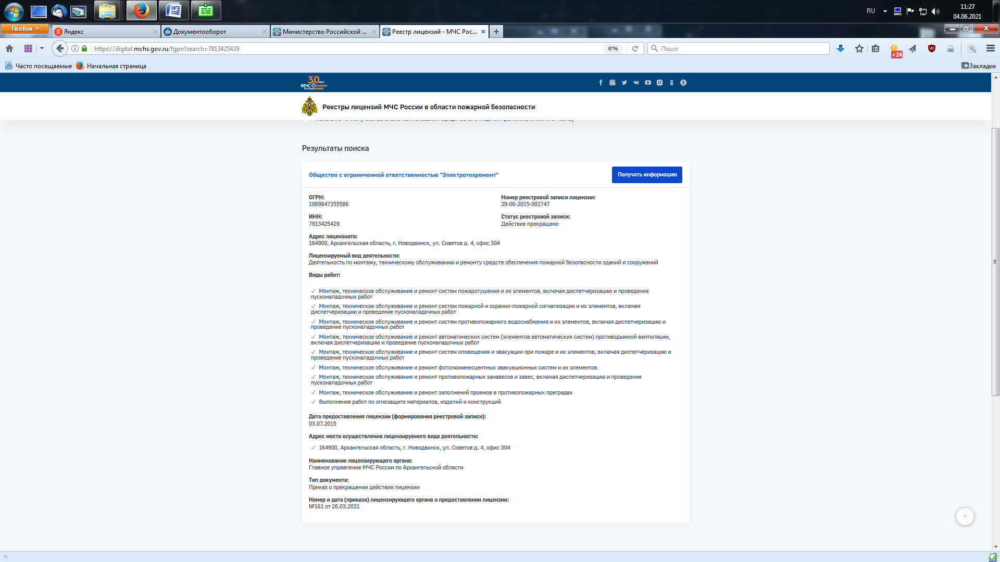 RU
11:27
04.06.2021
Firefox
Яндекс
Документооборот
Министерство Российской ...
Реестр лицензий - МЧС Рос...
https://digital.mchs.gov.ru/fgpn?search=7813425429
67%
Поиск
+24
Часто посещаемые
Начальная страница
Закладки
30 лет
МЧС
России
Реестры лицензий МЧС России в области пожарной безопасности
Результаты поиска
Общество с ограниченной ответственностью "Электротехремонт"
Получить информацию
ОГРН:
1089847355586
Номер реестровой записи лицензии:
29-06-2015-002747
ИНН:
7813425429
Статус реестровой записи:
Действие прекращено
Адрес лицензиата:
164900, Архангельская область, г. Новодвинск, ул. Советов д. 4, офис 304
Лицензируемый вид деятельности:
Деятельность по монтажу, техническому обслуживанию и ремонту средств обеспечения пожарной безопасности зданий и сооружений
Виды работ:
Монтаж, техническое обслуживание и ремонт систем пожаротушения и их элементов, включая диспетчеризацию и проведение
пусконаладочных работ
Монтаж, техническое обслуживание и ремонт систем пожарной и охранно-пожарной сигнализации и их элементов, включая
диспетчеризацию и проведение пусконаладочных работ
Монтаж, техническое обслуживание и ремонт систем противопожарного водоснабжения и их элементов, включая диспетчеризацию и
проведение пусконаладочных работ
Монтаж, техническое обслуживание и ремонт автоматических систем (элементов автоматических систем) противодымной вентиляции,
включая диспетчеризацию и проведение пусконаладочных работ
Монтаж, техническое обслуживание и ремонт систем оповещения и эвакуации при пожаре и их элементов, включая диспетчеризацию и
проведение пусконаладочных работ
Монтаж, техническое обслуживание и ремонт фотолюминесцентных эвакуационных систем и их элементов
Монтаж, техническое обслуживание и ремонт противопожарных занавесов и завес, включая диспетчеризацию и проведение
пусконаладочных работ
Монтаж, техническое обслуживание и ремонт заполнений проемов в противопожарных преградах
Выполнение работ по огнезащите материалов, изделий и конструкций
Дата предоставления лицензии (формирования реестровой записи):
03.07.2015
Адрес места осуществления лицензируемого вида деятельности:
164900, Архангельская область, г. Новодвинск, ул. Советов д. 4, офис 304
Наименование лицензирующего органа:
Главное управление МЧС России по Архангельской области
Тип документа:
Приказ о прекращении действия лицензии
Номер и дата (приказа) лицензирующего органа о предоставлении лицензии:
№161 от 26.03.2021